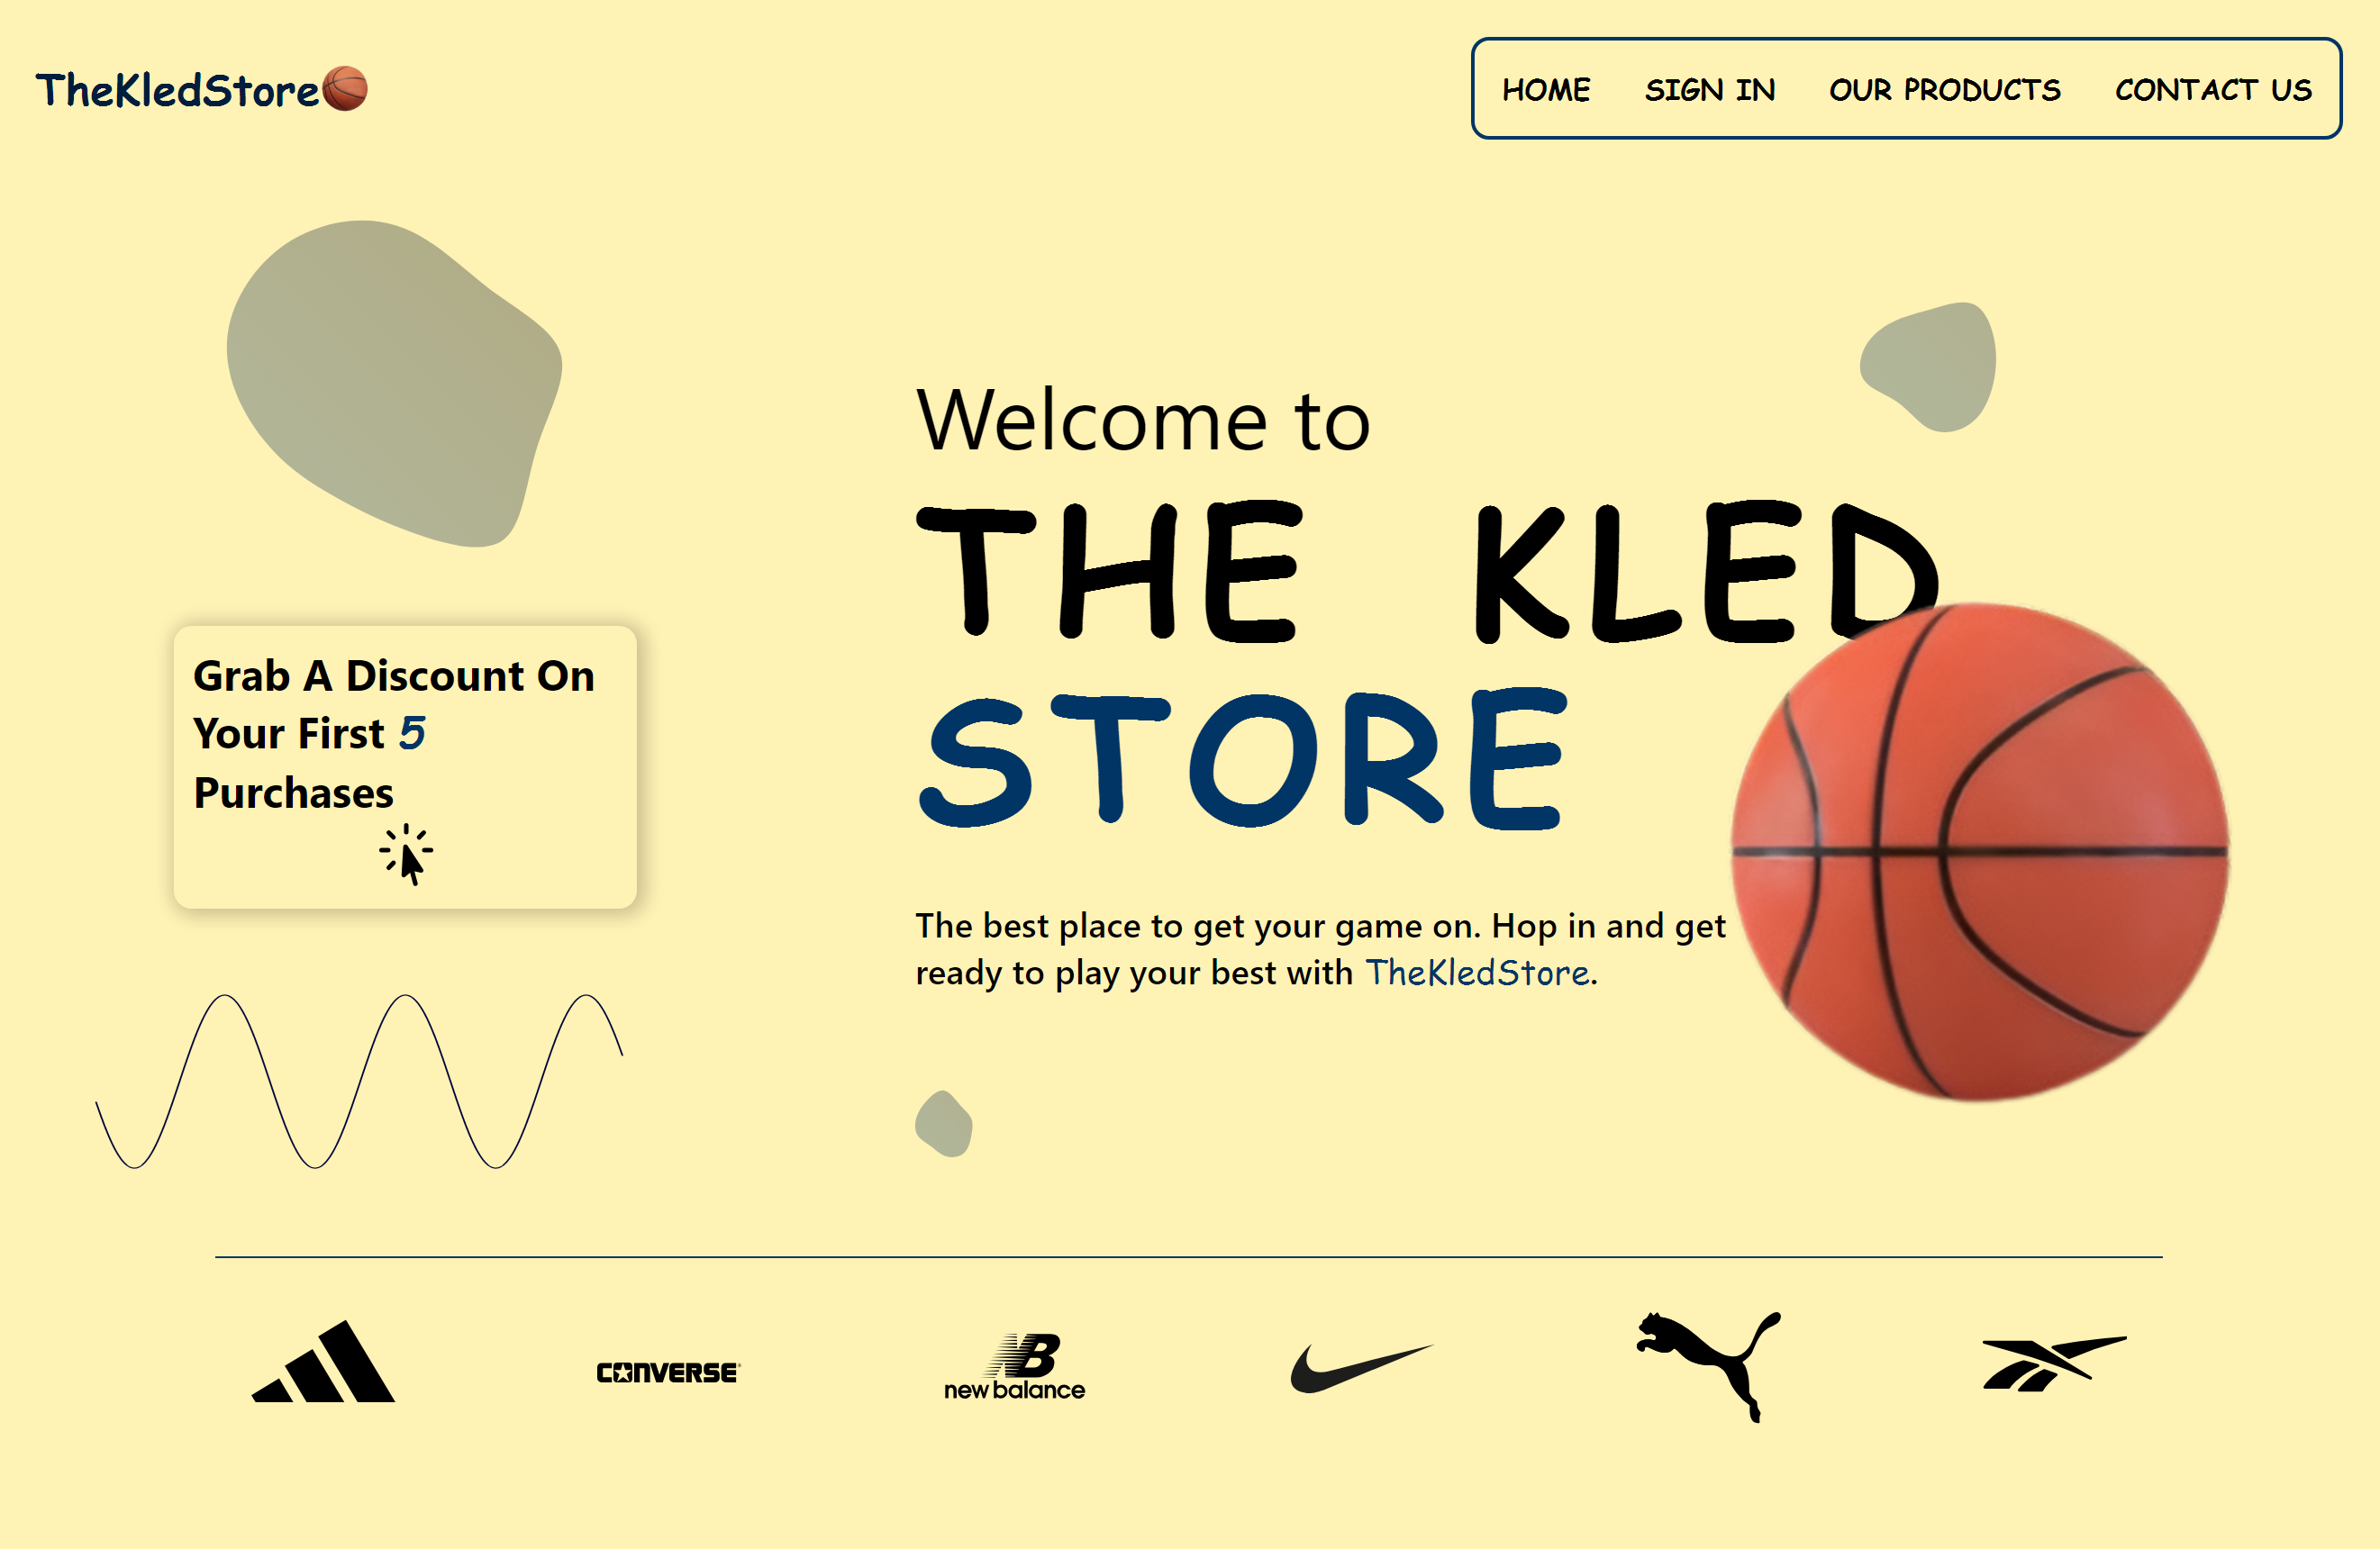 TheKledStore
HOME SIGN IN OUR PRODUCTS CONTACT US
Welcome to
THE KLED
STORE
Grab A Discount On
Your First 5
Purchases
The best place to get your game on. Hop in and get
ready to play your best with TheKledStore.
CONVERSE
NB
new balance